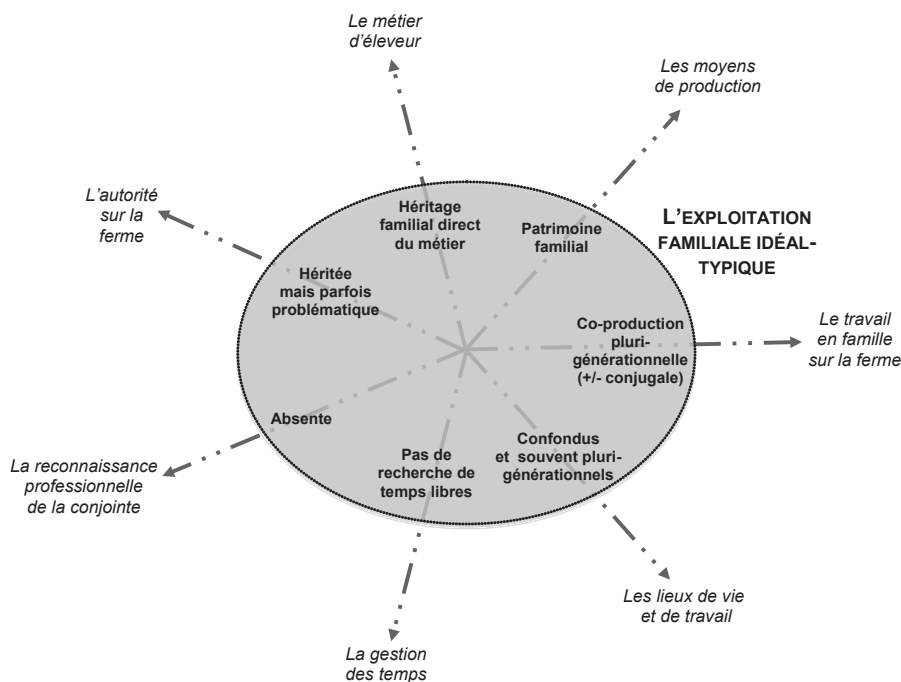 Le métier
d'éleveur
Les moyens
de production
L'autorité
sur la
ferme
Héritage
familial direct
du métier
Patrimoine
familial
L'EXPLOITATION
FAMILIALE IDÉAL-
TYPIQUE
Héritée
mais parfois
problématique
Co-production
pluri-
générationnelle
(+/- conjugale)
Le travail
en famille
sur la ferme
Absente
Confondus
et souvent pluri-
générationnels
Pas de
recherche de
temps libres
La reconnaissance
professionnelle
de la conjointe
Les lieux de vie
et de travail
La gestion
des temps